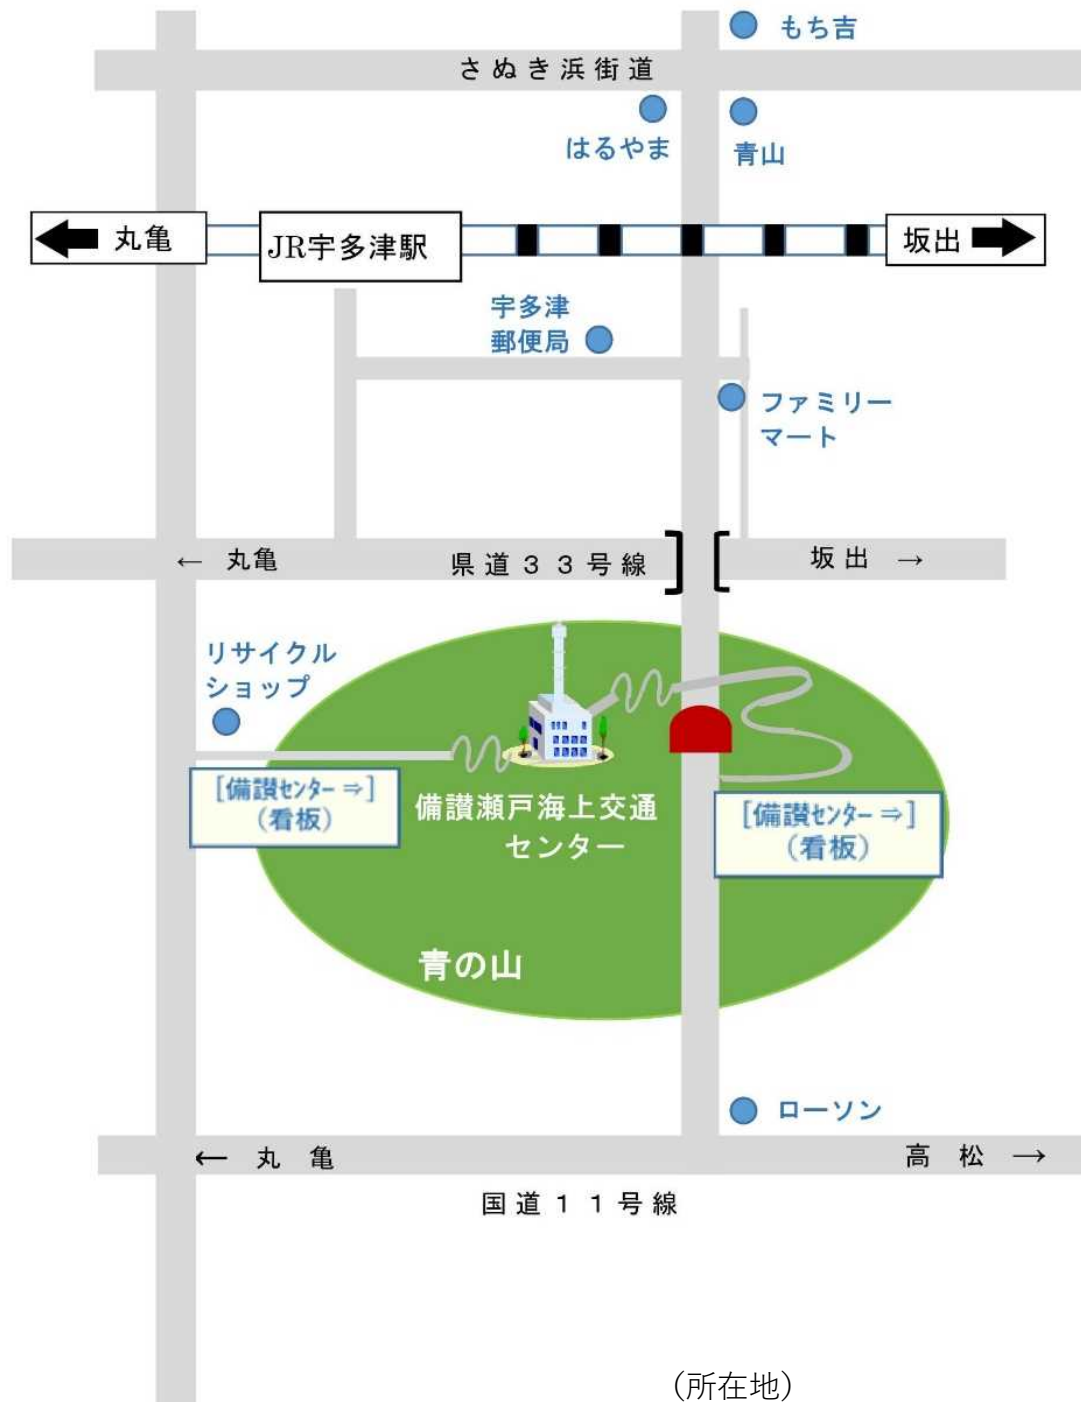 もち吉
さぬき浜街道
はるやま
青山
丸亀
JR宇多津駅
坂出
宇多津
郵便局
ファミリー
マート
← 丸亀
県道３３号線
坂出 →
リサイクル
ショップ
[備讃センター ⇒]
（看板）
備讃瀬戸海上交通
センター
[備讃センター ⇒]
（看板）
青の山
ローソン
← 丸亀
高松 →
国道１１号線
（所在地）